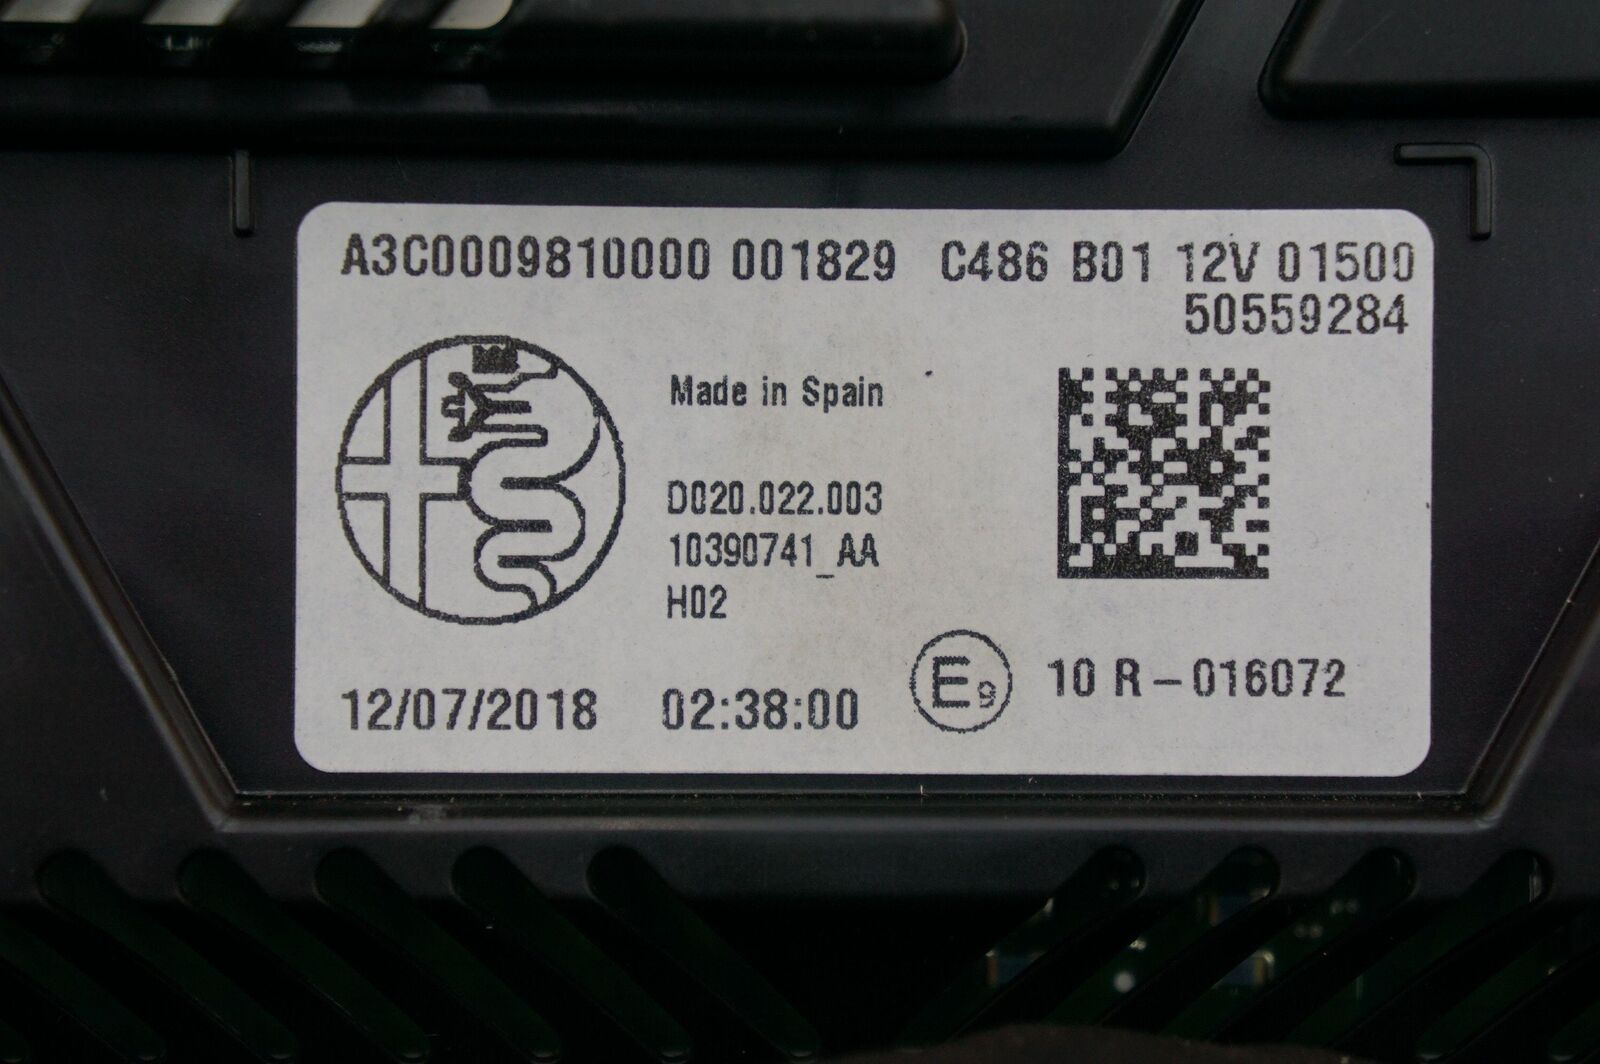 A3C0009810000 001829 C486 B01 12V 01500
50559284
Made in Spain
D020.022.003
10390741_AA
H02
12/07/2018 02:38:00 E9 10 R-016072